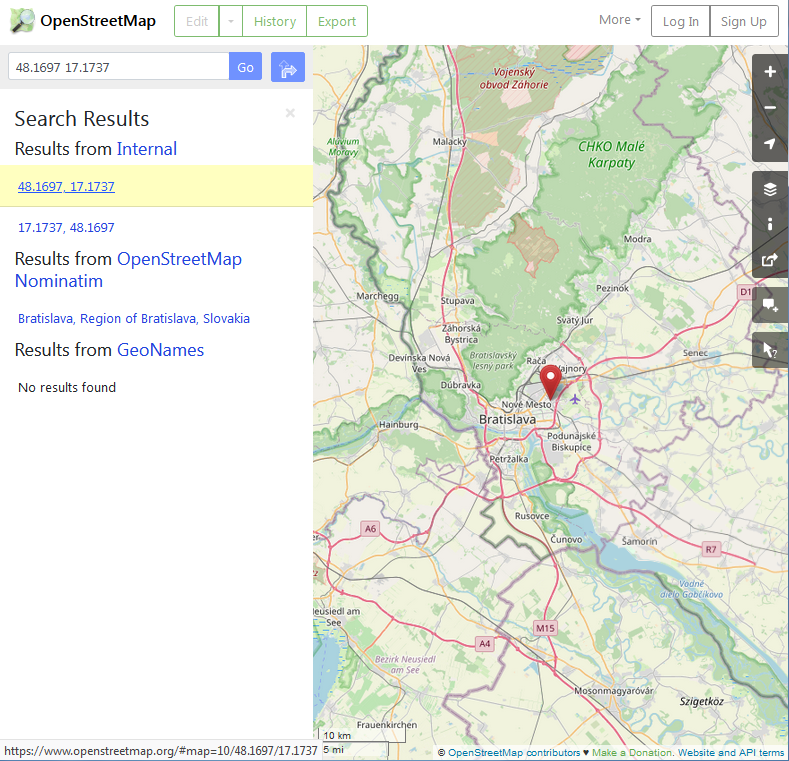 OpenStreetMap
Edit
History
Export
More
Log In
Sign Up
48.1697 17.1737
Go
Search Results
Results from Internal
48.1697, 17.1737
17.1737, 48.1697
Results from OpenStreetMap
Nominatim
Bratislava, Region of Bratislava, Slovakia
Results from GeoNames
No results found
Vojenský
obvod Záhorie
Malacky
Aluvium
Moravy
CHKO Malé
Karpaty
Modra
Pezinok
D1
Marchegg
Stupava
Svätý Jur
Záhorská
Bystrica
Senec
Devínska Nová
Ves
Bratislavský
lesný park
Rača
Vajnory
Dúbravka
Nové Mesto
Bratislava
Hainburg
Podunajské
Biskupice
Petržalka
Rusovce
A6
Čunovo
Šamorín
R7
Vodné
dielo Gabčíkovo
Neusiedl am
See
M15
A4
Bezirk Neusiedl
am See
Mosonmagyaróvár
Szigetköz
Frauenkirchen
10 km
5 mi
https://www.openstreetmap.org/#map=10/48.1697/17.1737
© OpenStreetMap contributors ♥ Make a Donation. Website and API terms